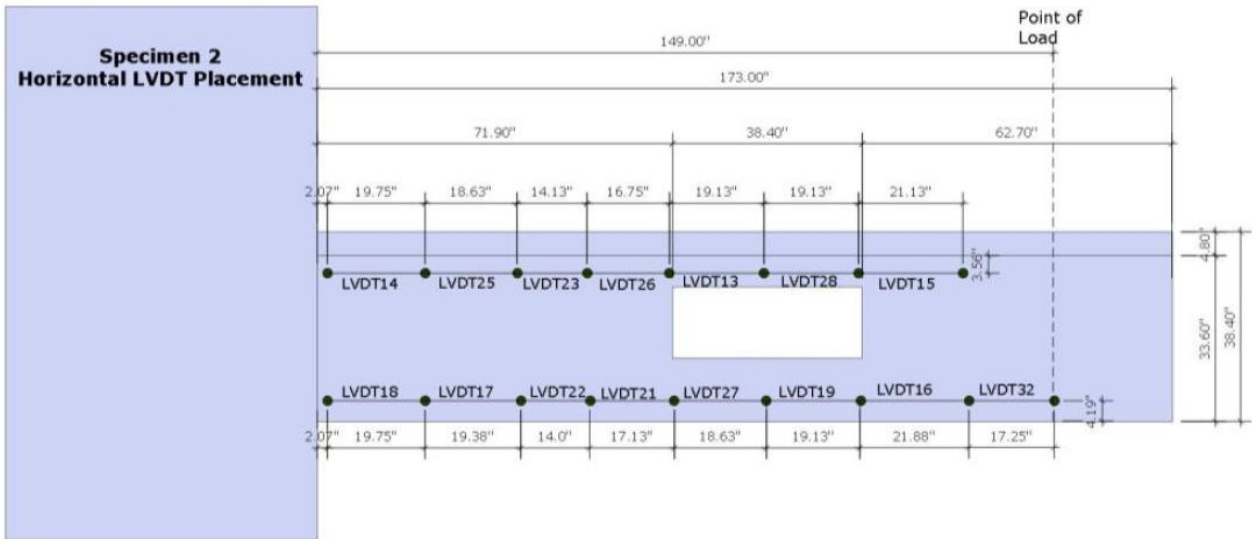 Point of
Load
Specimen 2
Horizontal LVDT Placement
149.00"
173.00"
71.90" 38.40" 62.70"
2.07" 19.75" 18.63" 14.13" 16.75" 19.13" 19.13" 21.13"
4.80"
3.56"
LVDT14 LVDT25 LVDT23 LVDT26 LVDT13 LVDT28 LVDT15
33.60"
38.40"
LVDT18 LVDT17 LVDT22 LVDT21 LVDT27 LVDT19 LVDT16 LVDT32
4.19"
2.07" 19.75" 19.38" 14.0" 17.13" 18.63" 19.13" 21.88" 17.25"